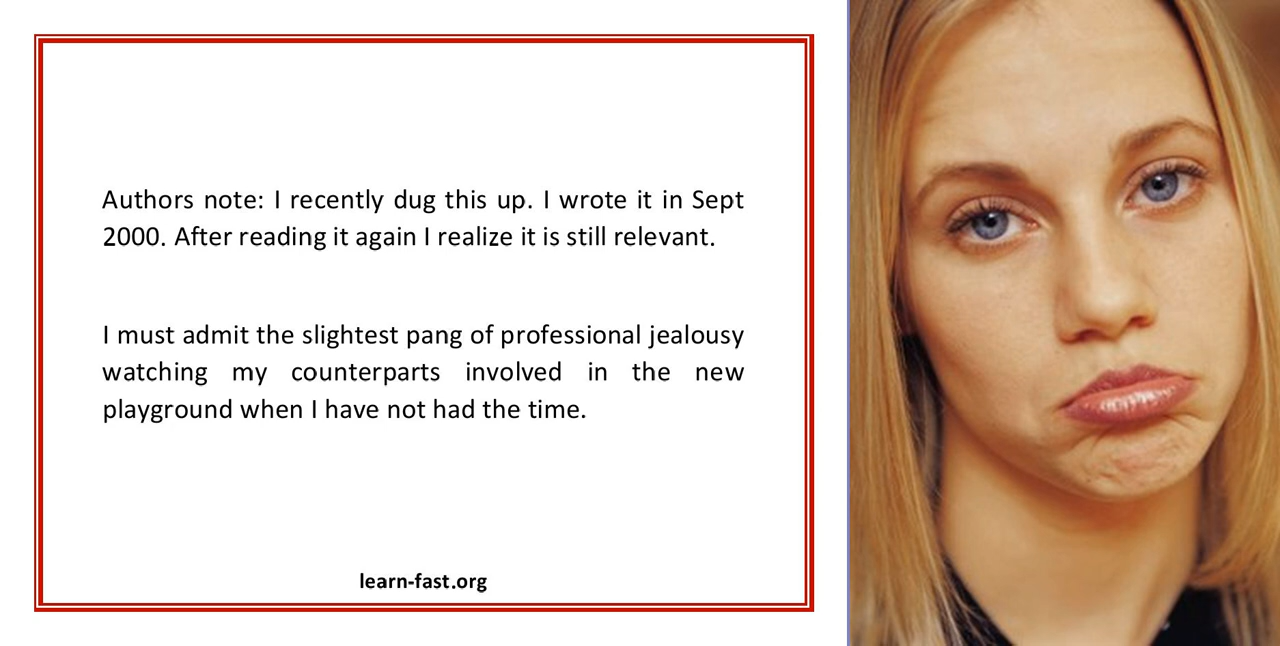 Authors note: I recently dug this up. I wrote it in Sept
2000. After reading it again I realize it is still relevant.
I must admit the slightest pang of professional jealousy
watching my counterparts involved in the new
playground when I have not had the time.
learn-fast.org